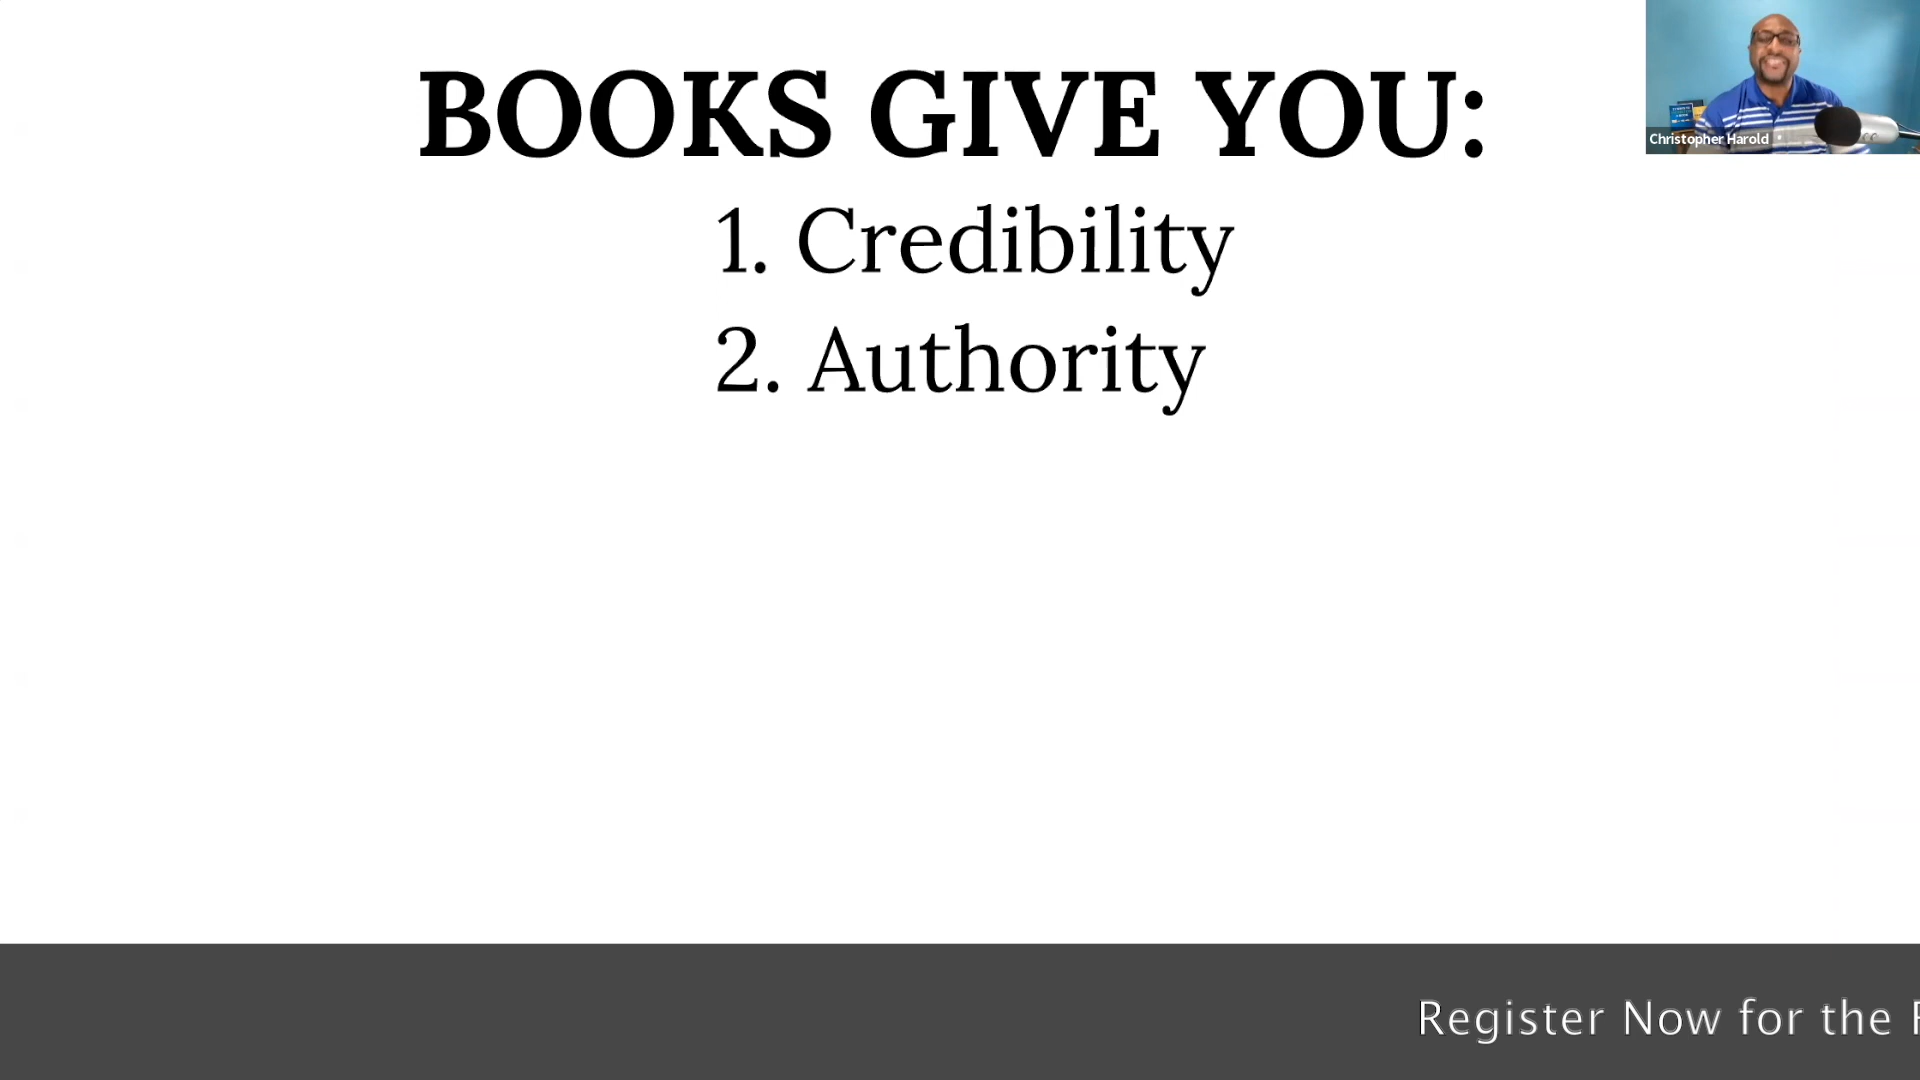 BOOKS GIVE YOU:
1. Credibility
2. Authority
Christopher Harold
Register Now for the